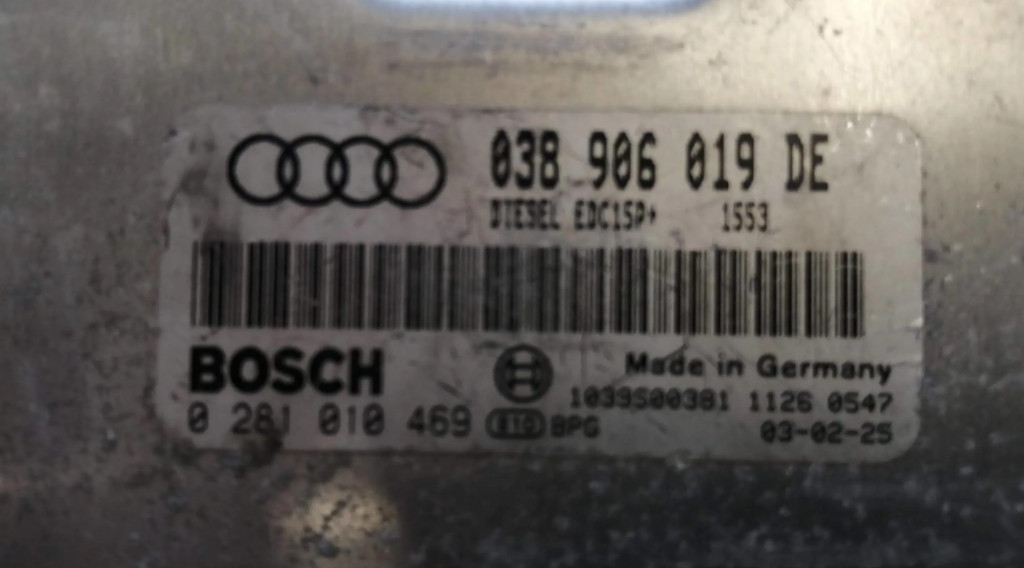 038 906 019 DE
DIESEL EDC15P+ 1553
BOSCH
Made in Germany
1039S00381 1126 0547
0 281 010 469 e10 BPG
03-02-25